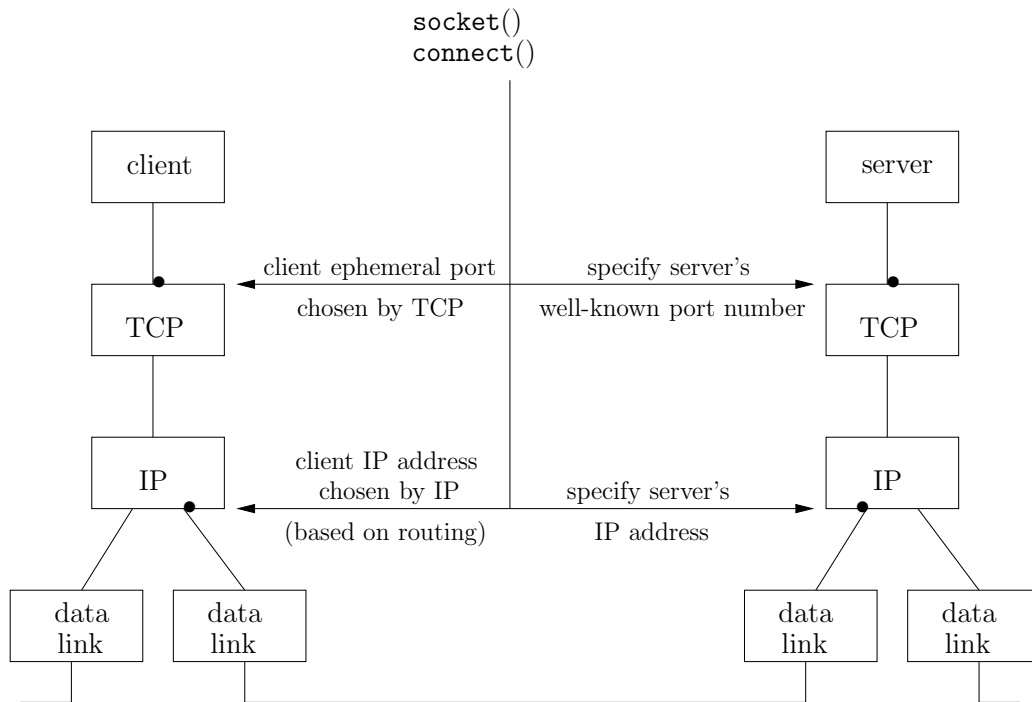 socket()
connect()
client
server
client ephemeral port
chosen by TCP
specify server's
well-known port number
TCP
TCP
client IP address
chosen by IP
(based on routing)
specify server's
IP address
IP
IP
data
link
data
link
data
link
data
link